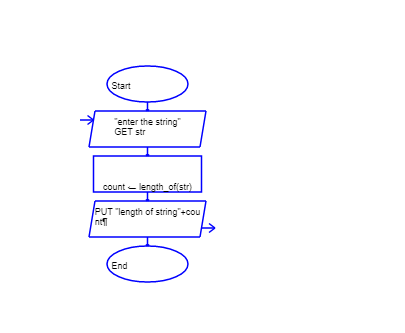 Start
"enter the string"
GET str
count ← length_of(str)
PUT "length of string"+cou
nt¶
End